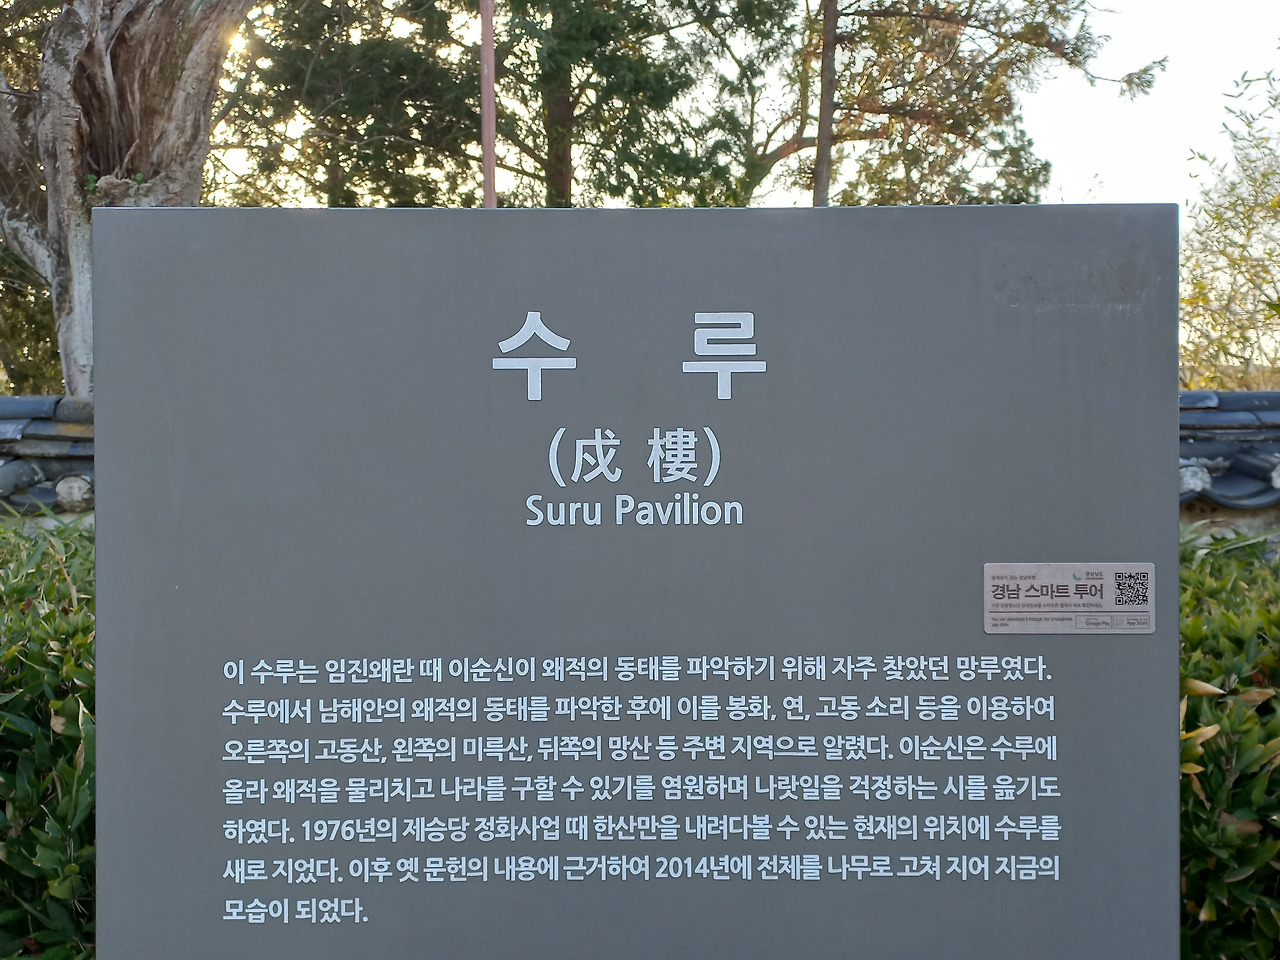 수 루
(戍 樓)
Suru Pavilion
경남 스마트 투어
Google Play
App Store
이 수루는 임진왜란 때 이순신이 왜적의 동태를 파악하기 위해 자주 찾았던 망루였다.
수루에서 남해안의 왜적의 동태를 파악한 후에 이를 봉화, 연, 고동 소리 등을 이용하여
오른쪽의 고동산, 왼쪽의 미륵산, 뒤쪽의 망산 등 주변 지역으로 알렸다. 이순신은 수루에
올라 왜적을 물리치고 나라를 구할 수 있기를 염원하며 나랏일을 걱정하는 시를 읊기도
하였다. 1976년의 제승당 정화사업 때 한산만을 내려다볼 수 있는 현재의 위치에 수루를
새로 지었다. 이후 옛 문헌의 내용에 근거하여 2014년에 전체를 나무로 고쳐 지어 지금의
모습이 되었다.